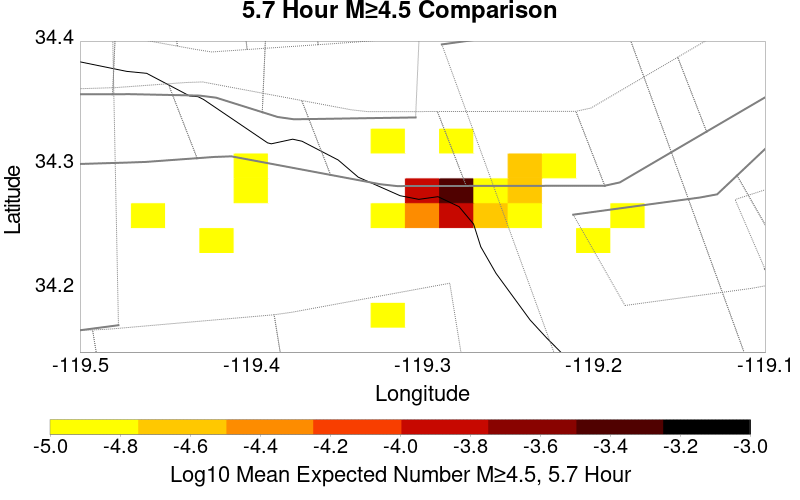 5.7 Hour M≥4.5 Comparison
34.4
34.3
34.2
Latitude
-119.5 -119.4 -119.3 -119.2 -119.1
Longitude
-5.0 -4.8 -4.6 -4.4 -4.2 -4.0 -3.8 -3.6 -3.4 -3.2 -3.0
Log10 Mean Expected Number M≥4.5, 5.7 Hour